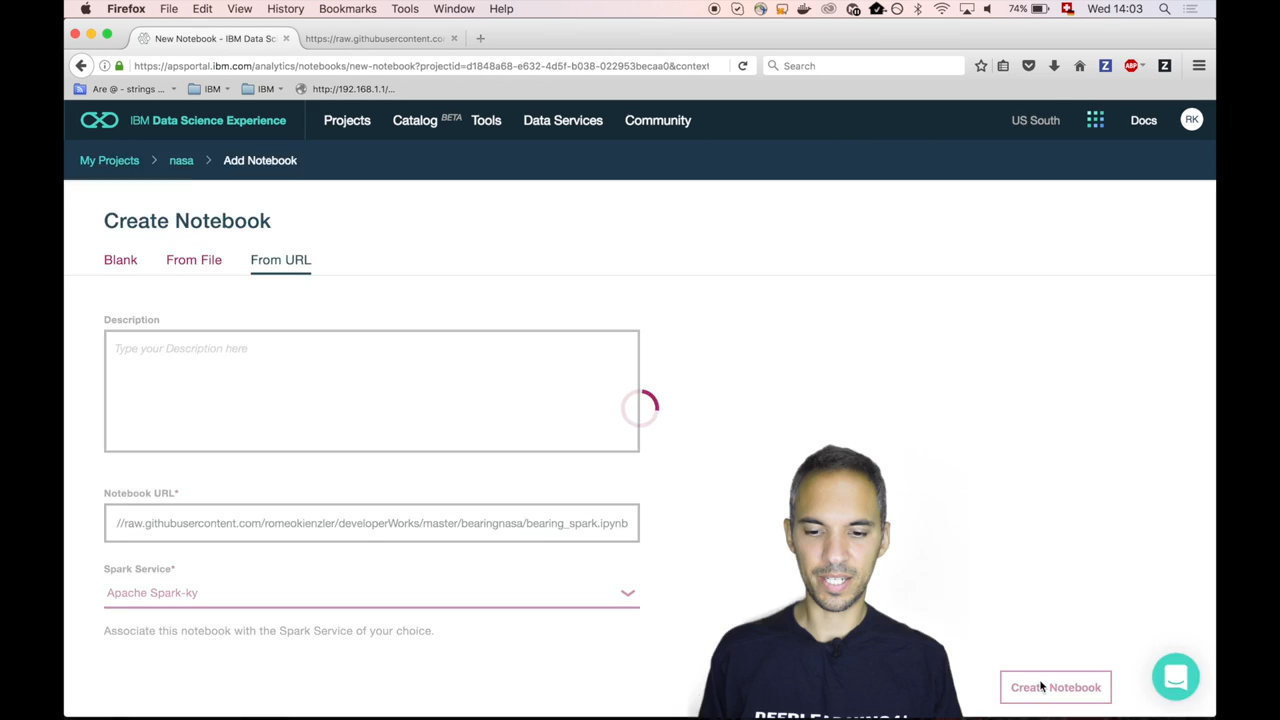 Firefox File Edit View History Bookmarks Tools Window Help 74% Wed 14:03
New Notebook - IBM Data Sc https://raw.githubusercontent.co
https://apsportal.ibm.com/analytics/notebooks/new-notebook?projectid=d1848a68-e632-4d5f-b038-022953becaa0&context Search
Are @ - strings ... IBM IBM http://192.168.1.1/...
IBM Data Science Experience Projects Catalog BETA Tools Data Services Community US South Docs RK
My Projects > nasa > Add Notebook
Create Notebook
Blank From File From URL
Description
Type your Description here
Notebook URL*
//raw.githubusercontent.com/romeokienzler/developerWorks/master/bearingnasa/bearing_spark.ipynb
Spark Service*
Apache Spark-ky
Associate this notebook with the Spark Service of your choice.
Create Notebook